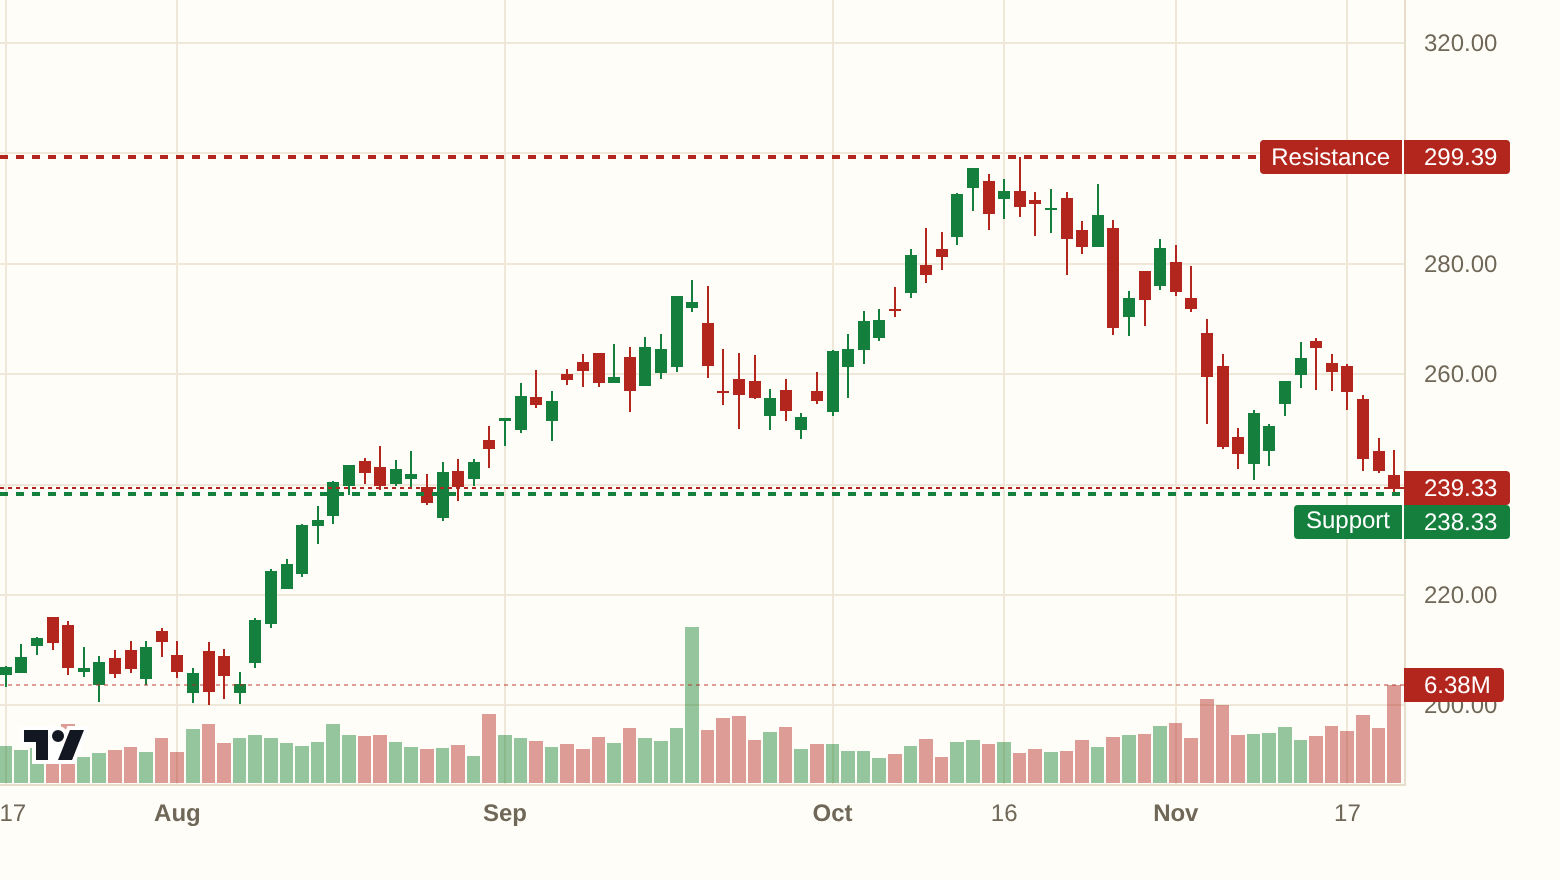 320.00
Resistance 299.39
280.00
260.00
239.33
Support 238.33
220.00
6.38M
200.00
17 Aug Sep Oct 16 Nov 17